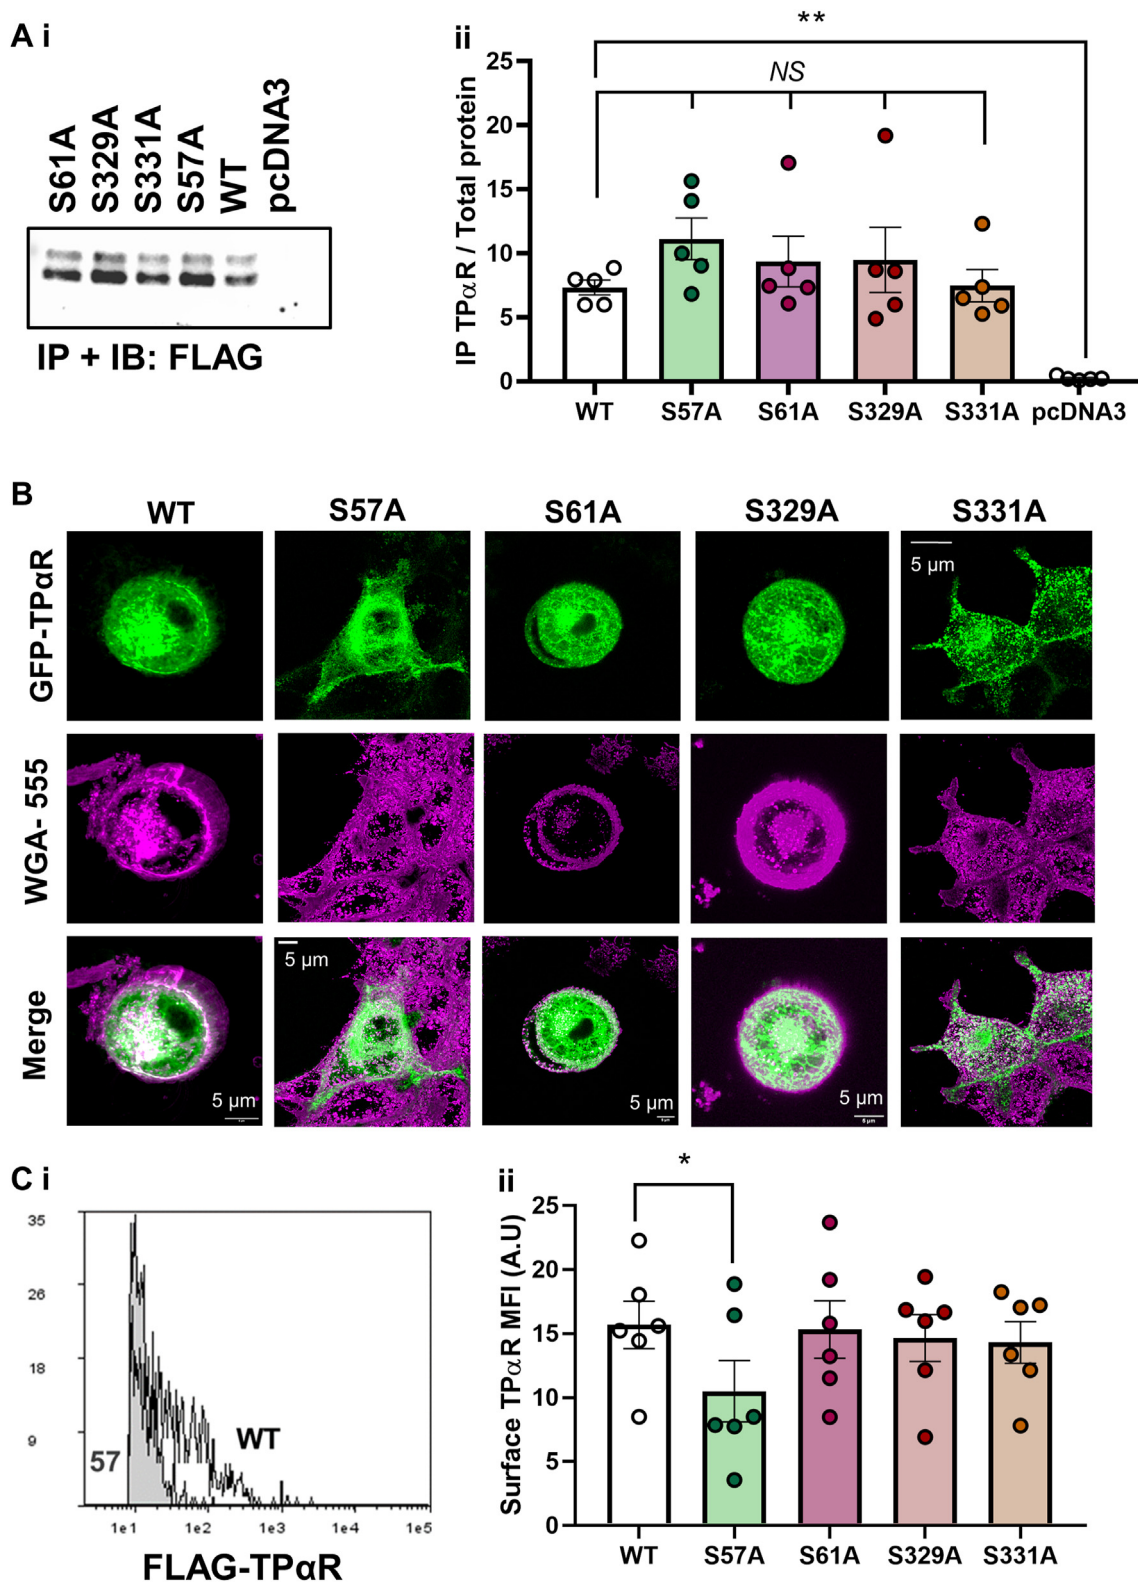 A i
S61A
S329A
S331A
S57A
WT
pcDNA3
IP + IB: FLAG
ii
**
NS
IP TPαR / Total protein
25
20
15
10
5
0
WT S57A S61A S329A S331A pcDNA3
B
WT S57A S61A S329A S331A
GFP-TPαR
5 μm
WGA- 555
Merge
5 μm
5 μm
5 μm
5 μm
C i
35
26
18
9
57
WT
1e1 1e2 1e3 1e4 1e5
FLAG-TPαR
ii
*
Surface TPαR MFI (A.U)
25
20
15
10
5
0
WT S57A S61A S329A S331A